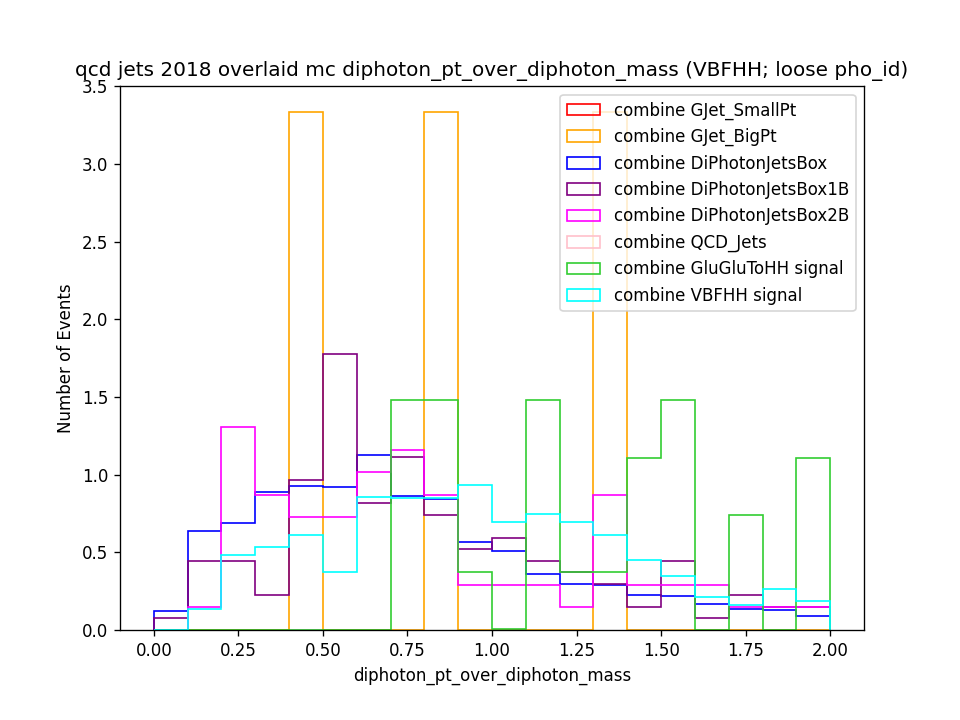 qcd jets 2018 overlaid mc diphoton_pt_over_diphoton_mass (VBFHH; loose pho_id)
3.5
3.0
2.5
2.0
1.5
1.0
0.5
0.0
Number of Events
combine GJet_SmallPt
combine GJet_BigPt
combine DiPhotonJetsBox
combine DiPhotonJetsBox1B
combine DiPhotonJetsBox2B
combine QCD_Jets
combine GluGluToHH signal
combine VBFHH signal
0.00 0.25 0.50 0.75 1.00 1.25 1.50 1.75 2.00
diphoton_pt_over_diphoton_mass